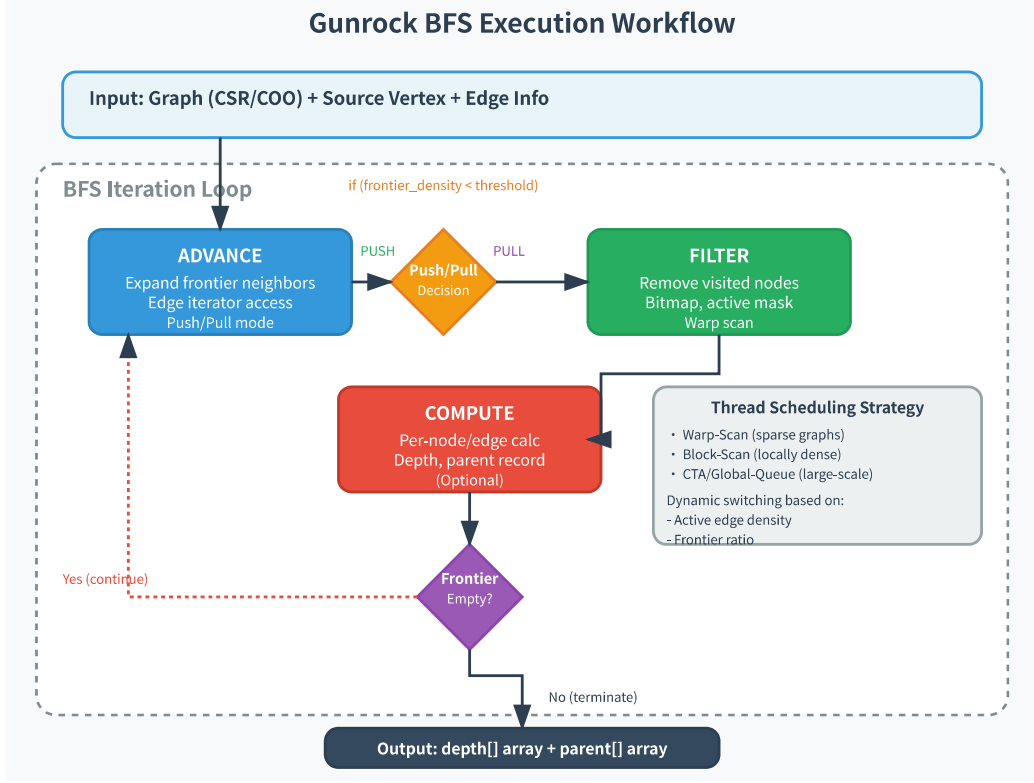 Gunrock BFS Execution Workflow
Input: Graph (CSR/COO) + Source Vertex + Edge Info
BFS Iteration Loop
if (frontier_density < threshold)
ADVANCE
Expand frontier neighbors
Edge iterator access
Push/Pull mode
PUSH
Push/Pull
Decision
PULL
FILTER
Remove visited nodes
Bitmap, active mask
Warp scan
COMPUTE
Per-node/edge calc
Depth, parent record
(Optional)
Thread Scheduling Strategy
• Warp-Scan (sparse graphs)
• Block-Scan (locally dense)
• CTA/Global-Queue (large-scale)
Dynamic switching based on:
- Active edge density
- Frontier ratio
Yes (continue)
Frontier
Empty?
No (terminate)
Output: depth[] array + parent[] array